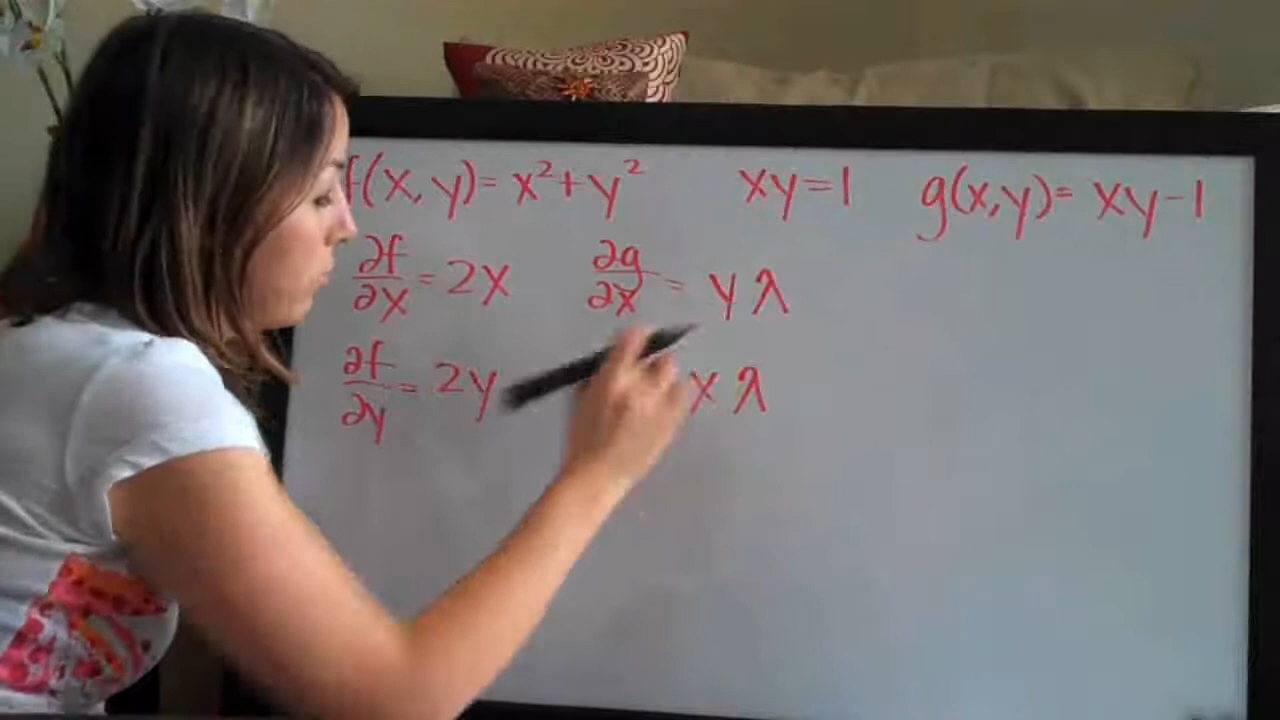 f(x,y)= x²+y² xy=1 g(x,y)= xy-1
∂f/∂x = 2x ∂g/∂x = yλ
∂f/∂y = 2y xλ